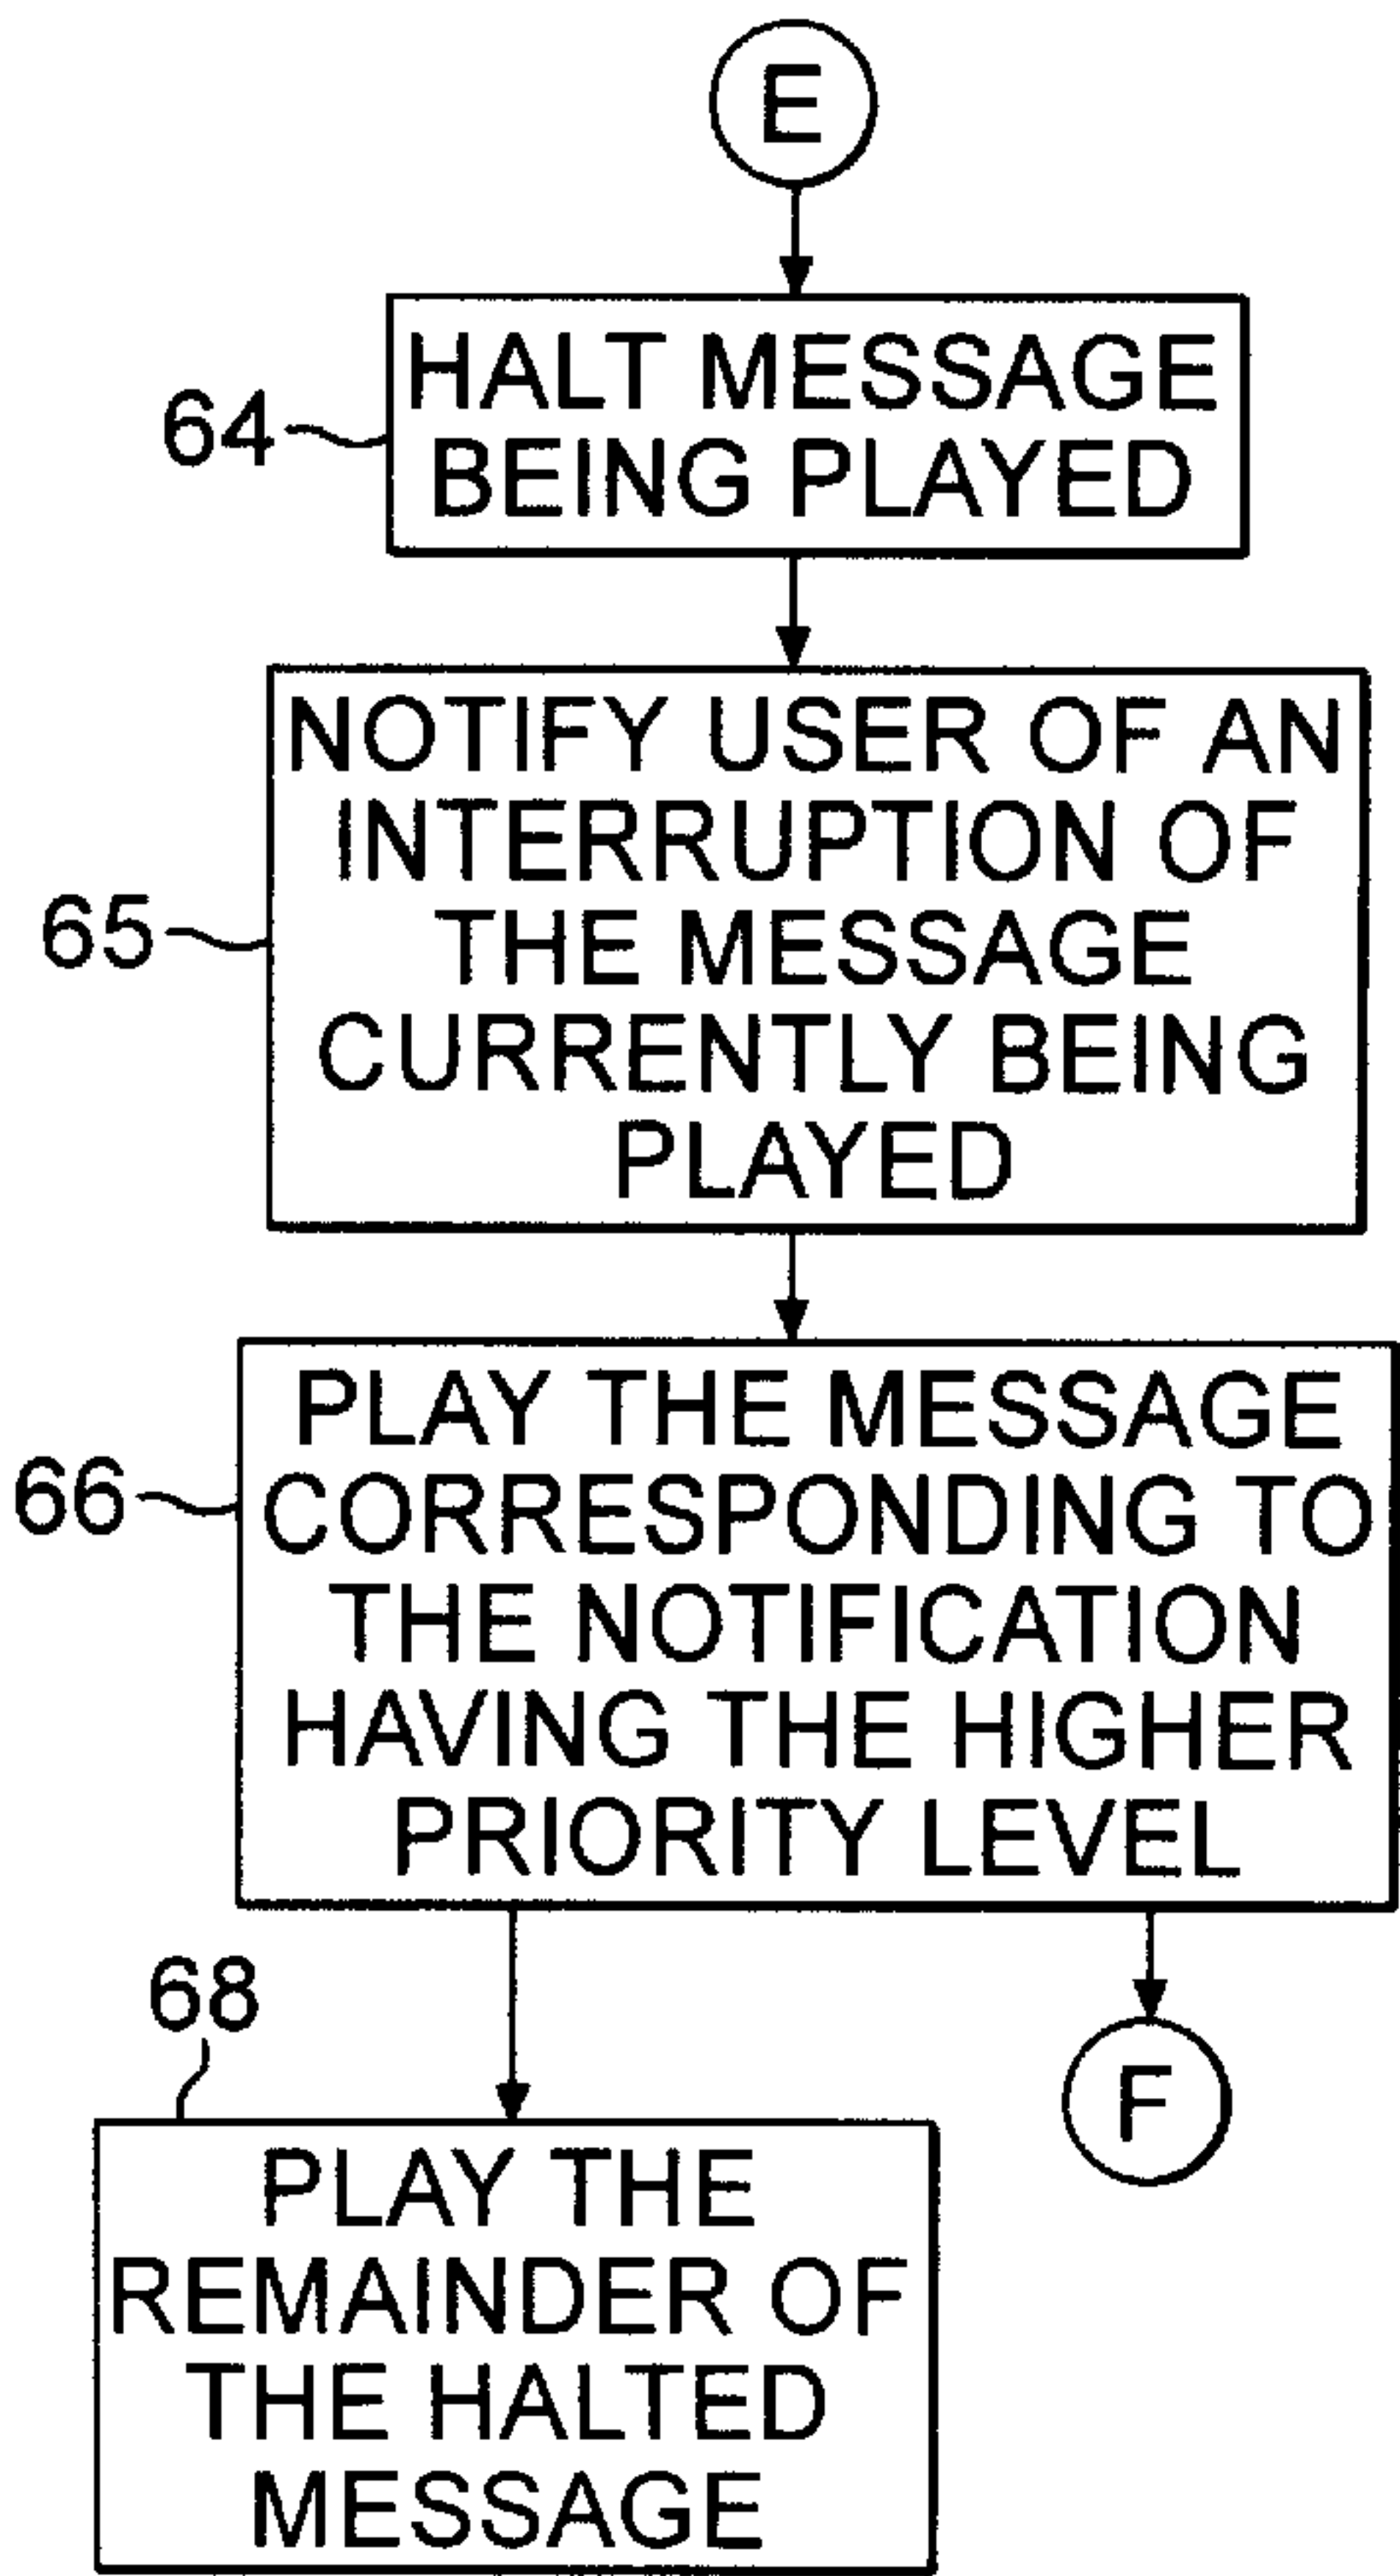 E
64
HALT MESSAGE
BEING PLAYED
65
NOTIFY USER OF AN
INTERRUPTION OF
THE MESSAGE
CURRENTLY BEING
PLAYED
66
PLAY THE MESSAGE
CORRESPONDING TO
THE NOTIFICATION
HAVING THE HIGHER
PRIORITY LEVEL
68
F
PLAY THE
REMAINDER OF
THE HALTED
MESSAGE